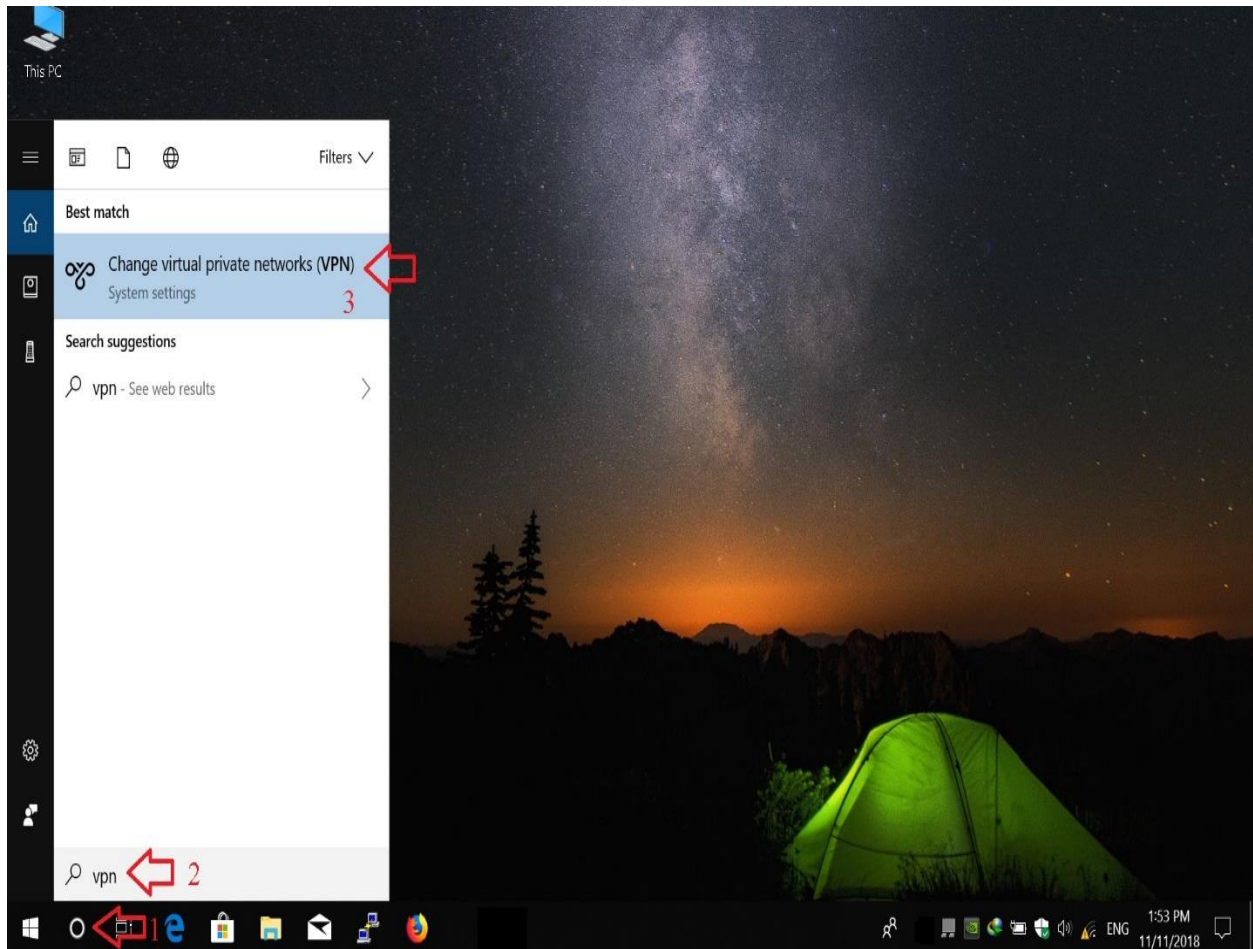 This PC
Filters
Best match
Change virtual private networks (VPN)
System settings
3
Search suggestions
vpn - See web results
vpn
2
1
ENG
1:53 PM
11/11/2018